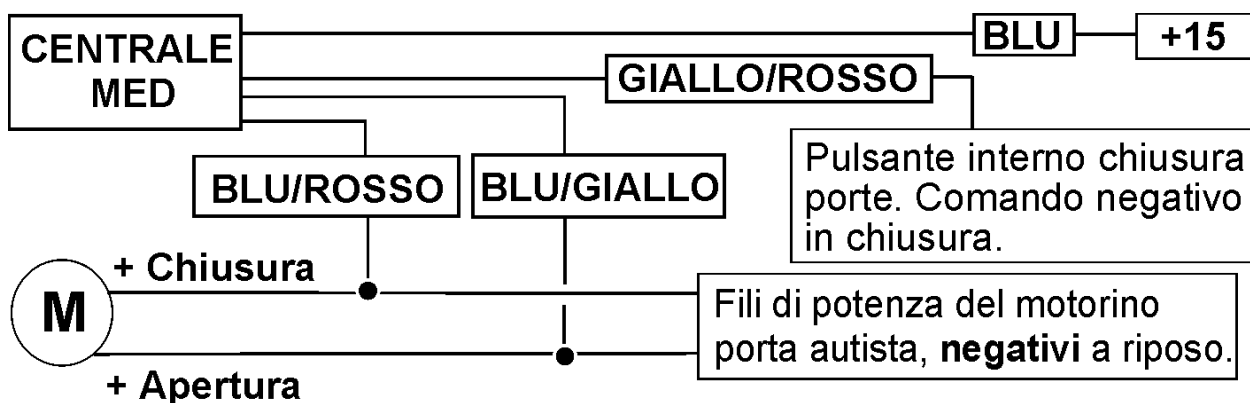 CENTRALE
MED
BLU
+15
GIALLO/ROSSO
BLU/ROSSO
BLU/GIALLO
Pulsante interno chiusura
porte. Comando negativo
in chiusura.
+ Chiusura
M
Fili di potenza del motorino
porta autista, negativi a riposo.
+ Apertura